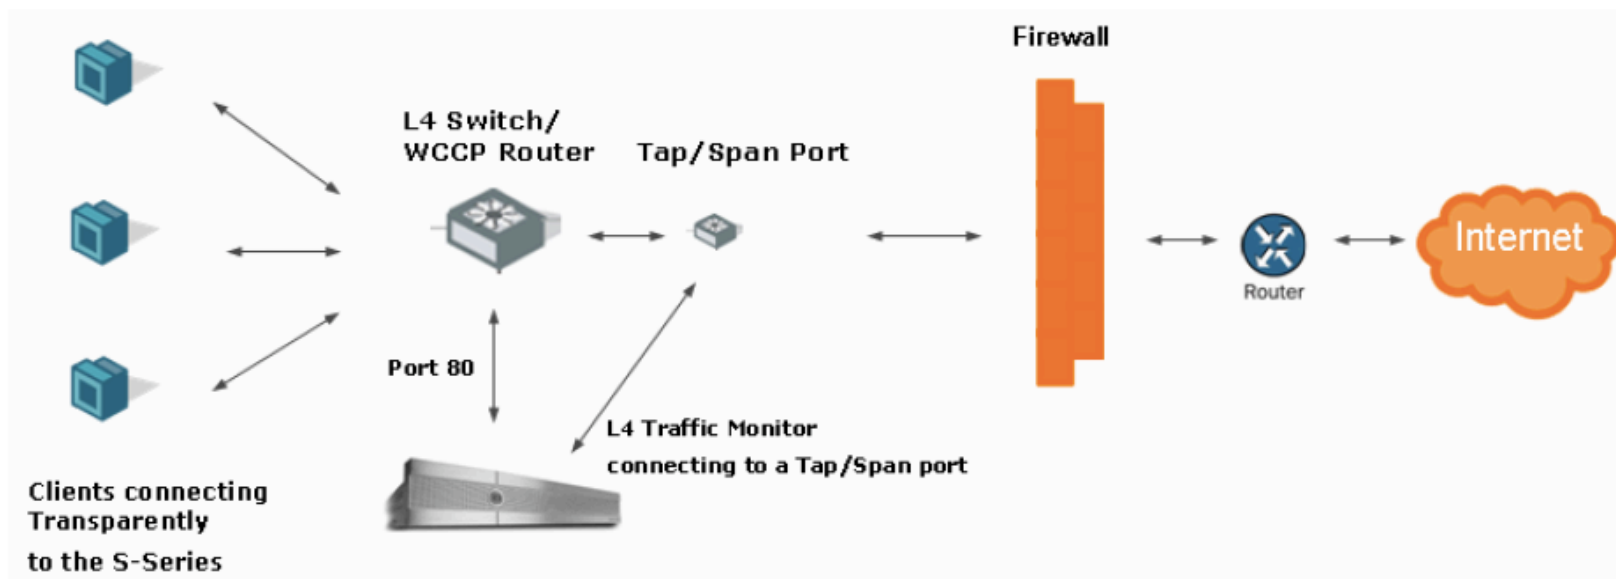 Firewall
L4 Switch/
WCCP Router
Tap/Span Port
Internet
Router
Port 80
L4 Traffic Monitor
connecting to a Tap/Span port
Clients connecting
Transparently
to the S-Series